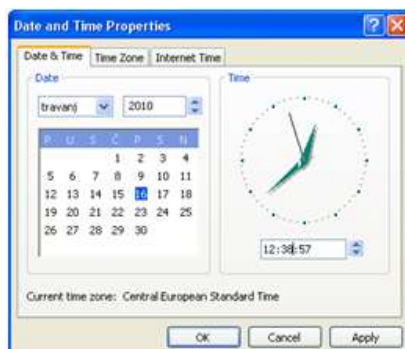 Date and Time Properties
Date & Time Time Zone Internet Time
Date
travanj 2010
P U S Č P S N
1 2 3 4
5 6 7 8 9 10 11
12 13 14 15 16 17 18
19 20 21 22 23 24 25
26 27 28 29 30
Time
12:38:57
Current time zone: Central European Standard Time
OK Cancel Apply